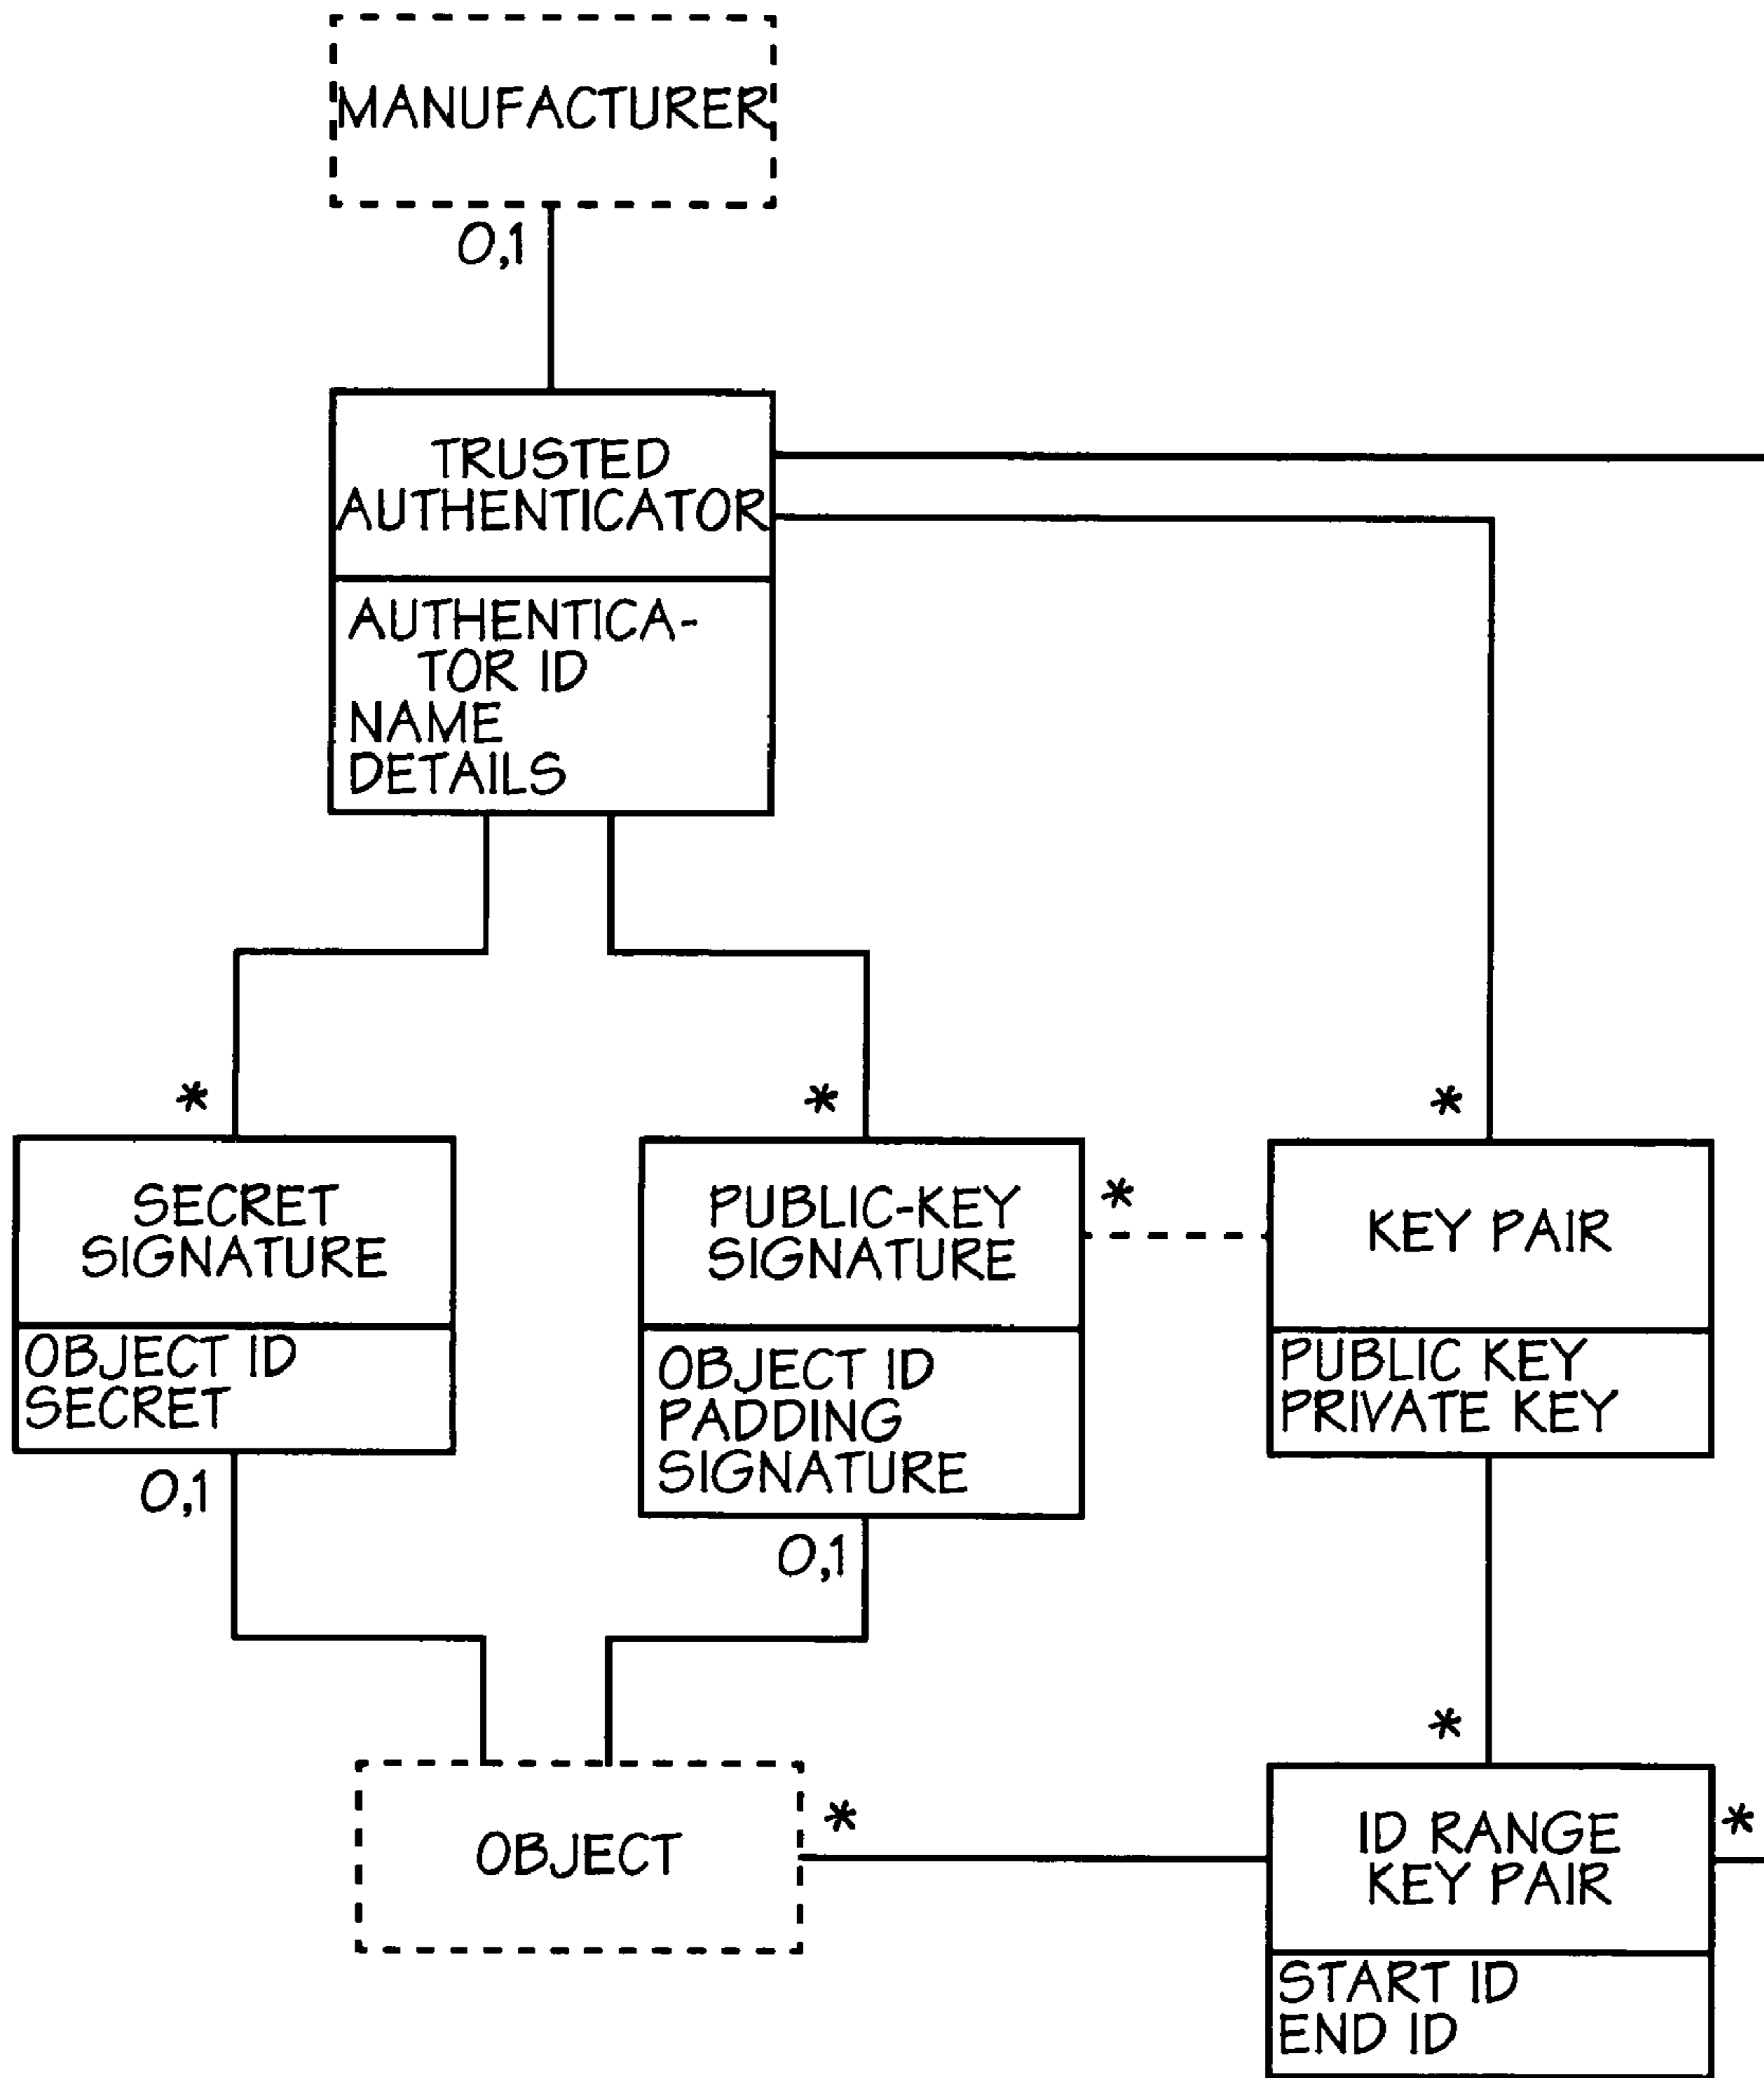 MANUFACTURER
0,1
TRUSTED
AUTHENTICATOR
AUTHENTICA-
TOR ID
NAME
DETAILS
*
*
*
SECRET
SIGNATURE
OBJECT ID
SECRET
0,1
PUBLIC-KEY
SIGNATURE
*
OBJECT ID
PADDING
SIGNATURE
0,1
KEY PAIR
PUBLIC KEY
PRIVATE KEY
*
OBJECT
*
ID RANGE
KEY PAIR
*
START ID
END ID